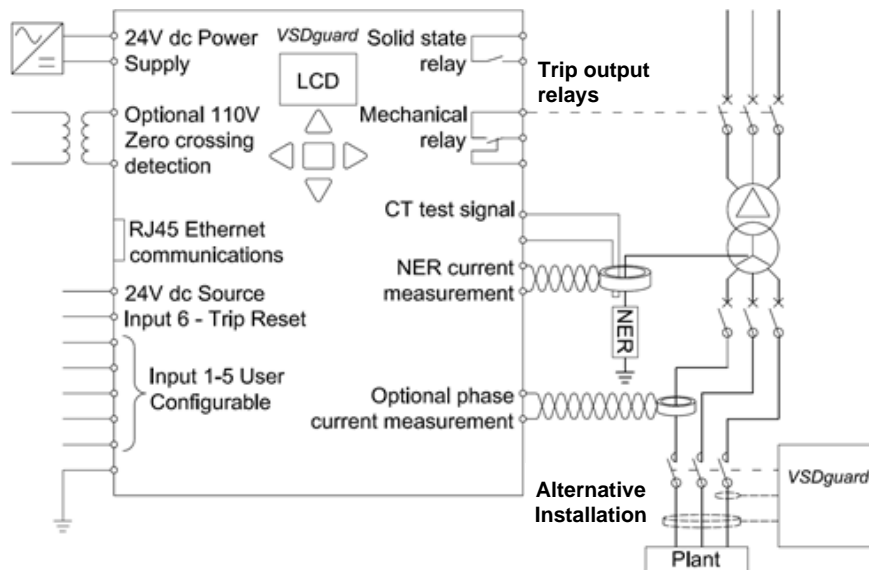 24V dc Power
Supply
VSDguard
LCD
Solid state
relay
Trip output
relays
Optional 110V
Zero crossing
detection
Mechanical
relay
CT test signal
RJ45 Ethernet
communications
NER current
measurement
24V dc Source
Input 6 - Trip Reset
NER
Input 1-5 User
Configurable
Optional phase
current measurement
VSDguard
Alternative
Installation
Plant